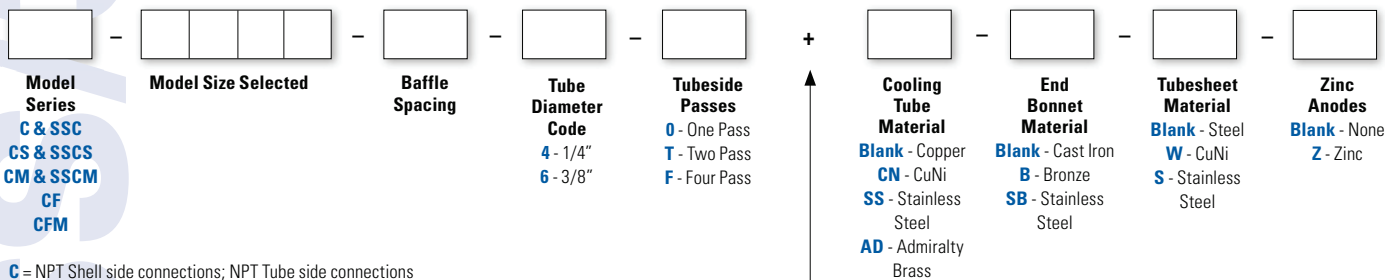 – – – – + – – –
Model Series
Model Size Selected
Baffle Spacing
Tube Diameter Code
Tubeside Passes
Cooling Tube Material
End Bonnet Material
Tubesheet Material
Zinc Anodes
C & SSC
CS & SSCS
CM & SSCM
CF
CFM
4 - 1/4"
6 - 3/8"
0 - One Pass
T - Two Pass
F - Four Pass
Blank - Copper
CN - CuNi
SS - Stainless
Steel
AD - Admiralty
Brass
Blank - Cast Iron
B - Bronze
SB - Stainless
Steel
Blank - Steel
W - CuNi
S - Stainless
Steel
Blank - None
Z - Zinc
C = NPT Shell side connections; NPT Tube side connections